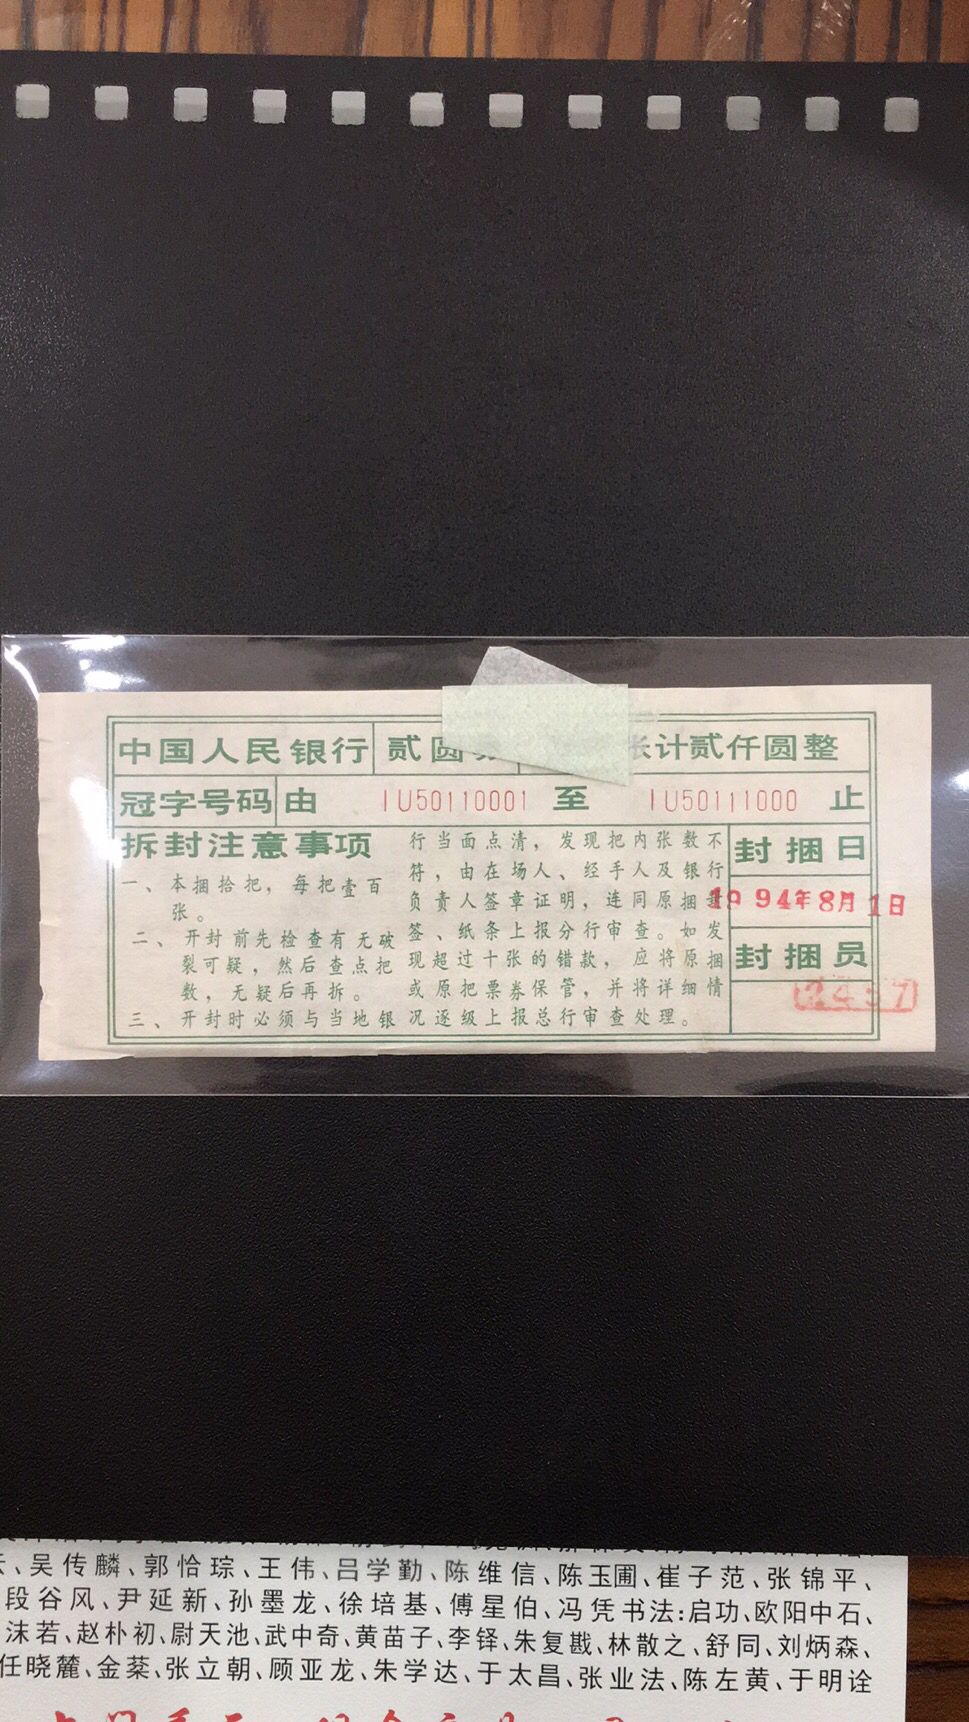 中国人民银行 贰圆 张计贰仟圆整
冠字号码 由 IU50110001 至 IU50111000 止
拆封注意事项
一、本捆拾把，每把壹百
张。
二、开封前先检查有无破
裂可疑，然后查点把
数，无疑后再拆。
三、开封时必须与当地银
行当面点清，发现把内张数不
符，由在场人、经手人及银行
负责人签章证明，连同原捆封
签、纸条上报分行审查。如发
现超过十张的错款，应将原捆
或原把票券保管，并将详细情
况逐级上报总行审查处理。
封捆日
1994年8月1日
封捆员
、吴传麟、郭恰琮、王伟、吕学勤、陈维信、陈玉圃、崔子范、张锦平、
段谷风、尹延新、孙墨龙、徐培基、傅星伯、冯凭书法:启功、欧阳中石、
沫若、赵朴初、尉天池、武中奇、黄苗子、李铎、朱复戡、林散之、舒同、刘炳森、
任晓麓、金棻、张立朝、顾亚龙、朱学达、于太昌、张业法、陈左黄、于明诠